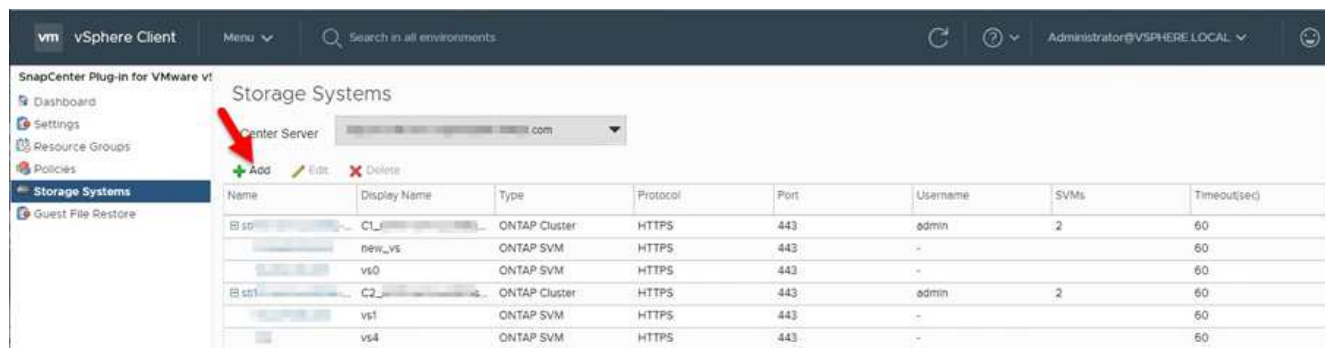 vm vSphere Client Menu Search in all environments Administrator@VSPHERE.LOCAL
SnapCenter Plug-in for VMware vS
Dashboard
Settings
Resource Groups
Policies
Storage Systems
Guest File Restore
Storage Systems
Center Server com
Add Edit Delete
Name Display Name Type Protocol Port Username SVMs Timeout(sec)
C1_ ONTAP Cluster HTTPS 443 admin 2 60
new_vs ONTAP SVM HTTPS 443 - 60
vs0 ONTAP SVM HTTPS 443 - 60
C2_ ONTAP Cluster HTTPS 443 admin 2 60
vs1 ONTAP SVM HTTPS 443 - 60
vs4 ONTAP SVM HTTPS 443 - 60